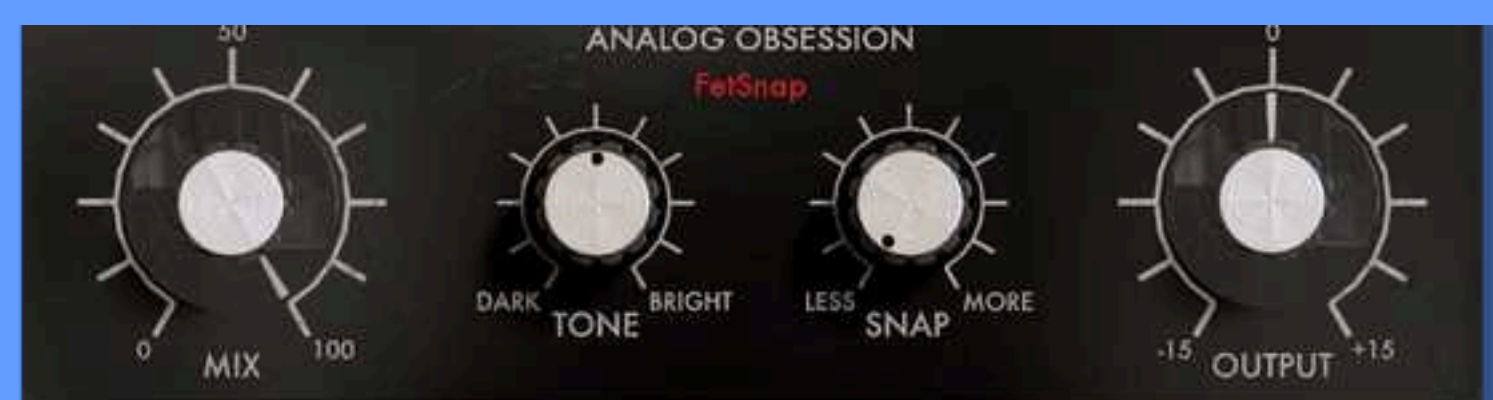 50
ANALOG OBSESSION
0
FetSnap
DARK
BRIGHT
TONE
LESS
MORE
SNAP
0
100
MIX
-15
+15
OUTPUT